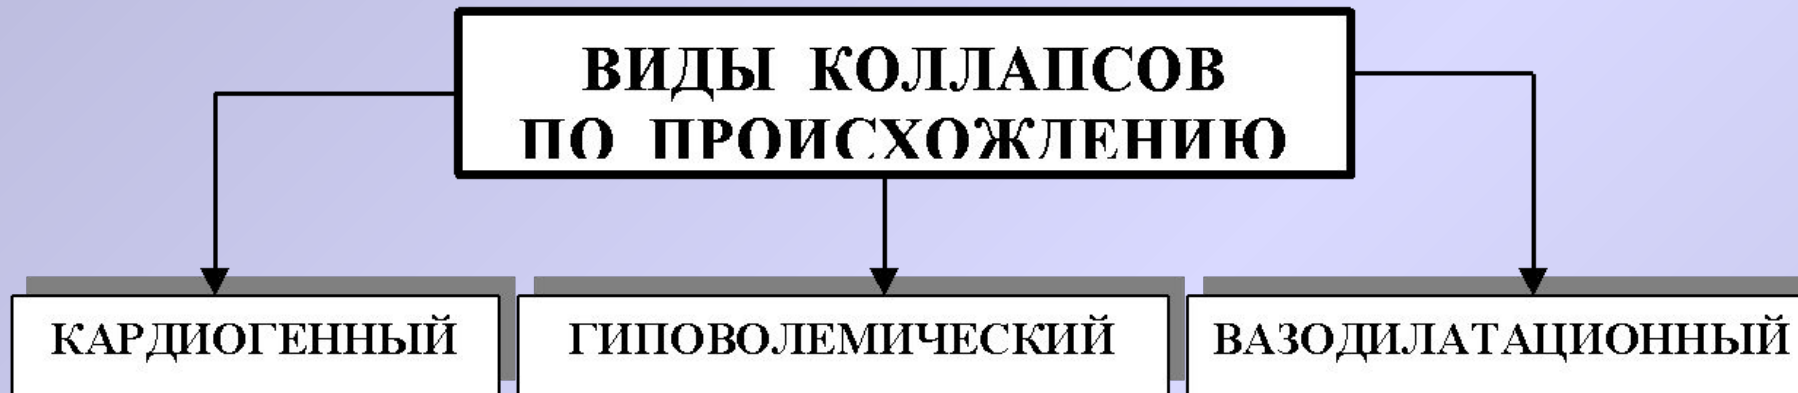 ВИДЫ КОЛЛАПСОВ
ПО ПРОИСХОЖДЕНИЮ
КАРДИОГЕННЫЙ
ГИПОВОЛЕМИЧЕСКИЙ
ВАЗОДИЛАТАЦИОННЫЙ